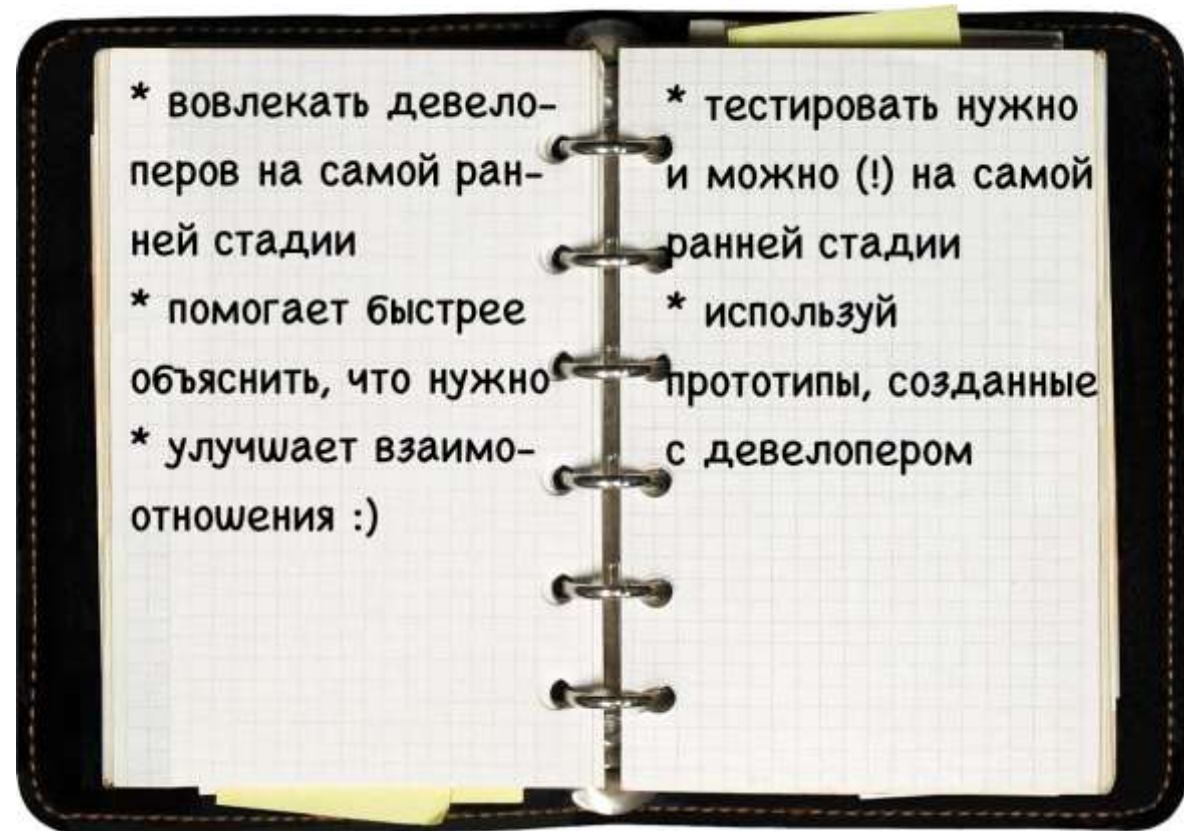 * вовлекать девело-
перов на самой ран-
ней стадии
* помогает быстрее
объяснить, что нужно
* улучшает взаимо-
отношения :)
* тестировать нужно
и можно (!) на самой
ранней стадии
* используй
прототипы, созданные
с девелопером